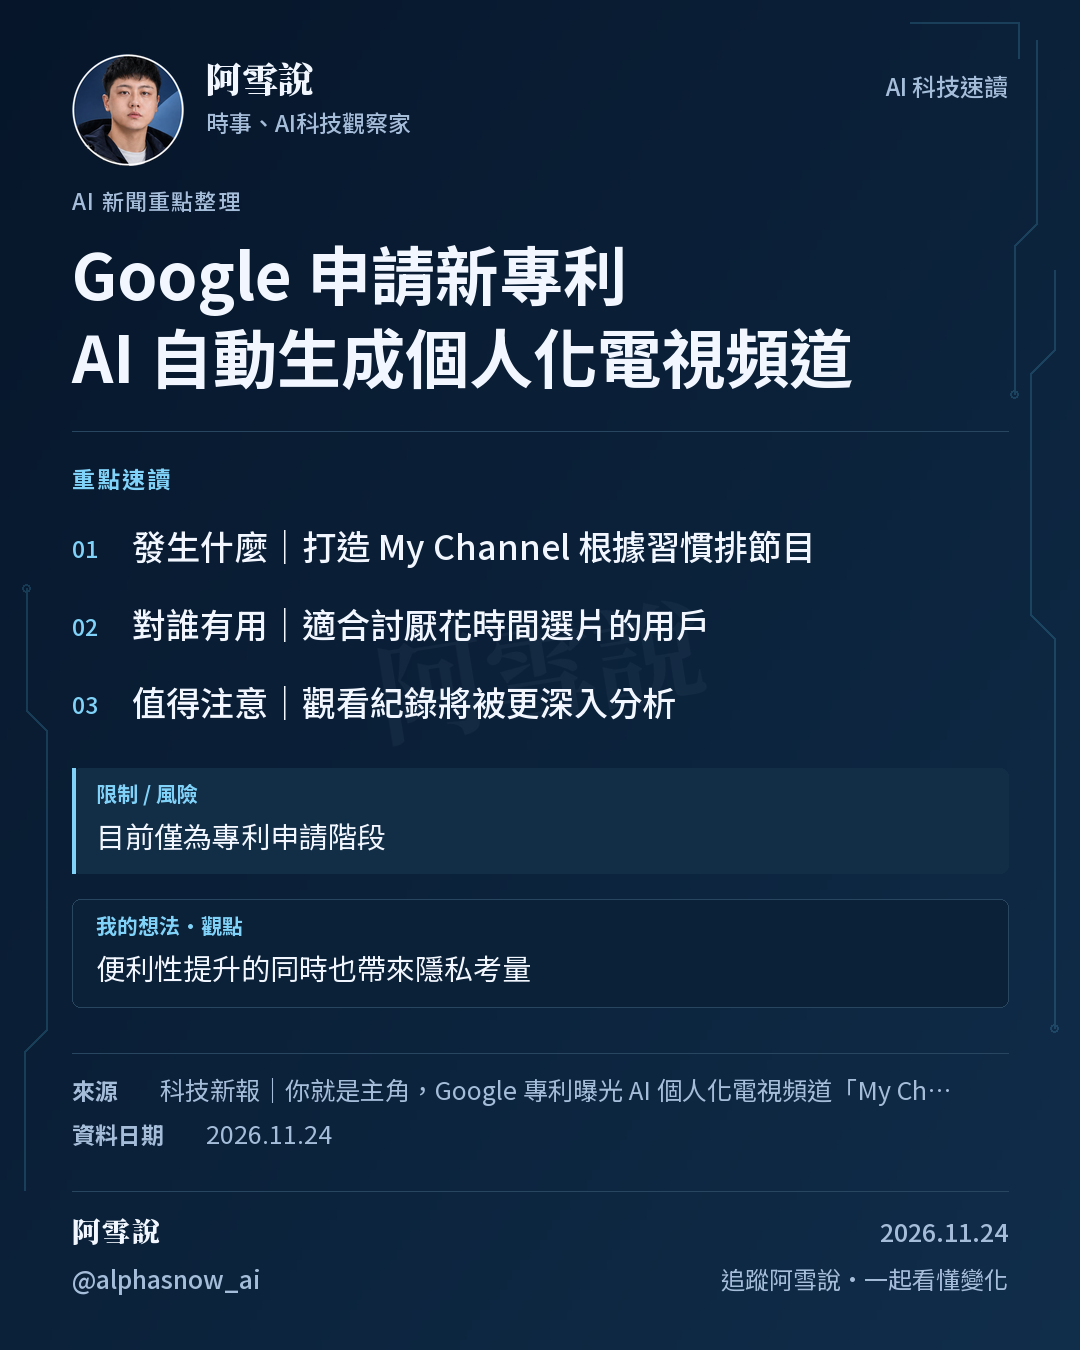 阿雪說
時事、AI科技觀察家
AI 科技速讀
AI 新聞重點整理
Google 申請新專利
AI 自動生成個人化電視頻道
重點速讀
01 發生什麼｜打造 My Channel 根據習慣排節目
02 對誰有用｜適合討厭花時間選片的用戶
03 值得注意｜觀看紀錄將被更深入分析
阿雪說
限制 / 風險
目前僅為專利申請階段
我的想法・觀點
便利性提升的同時也帶來隱私考量
來源 科技新報｜你就是主角，Google 專利曝光 AI 個人化電視頻道「My Ch⋯
資料日期 2026.11.24
阿雪說
2026.11.24
@alphasnow_ai
追蹤阿雪說・一起看懂變化